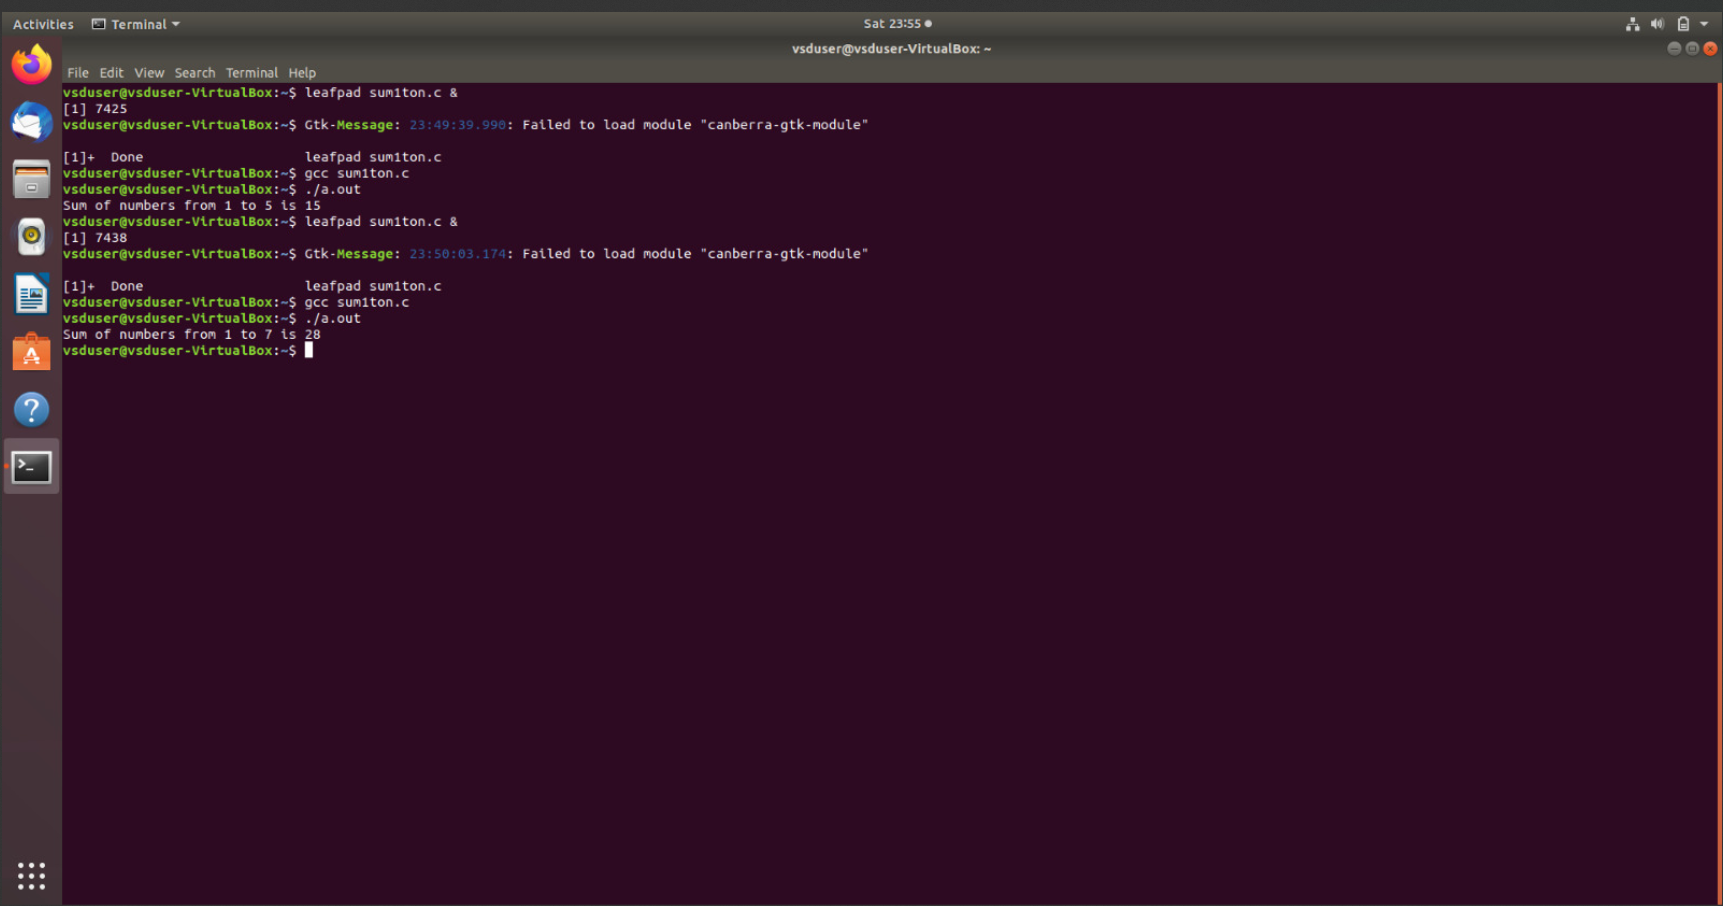 Activities Terminal Sat 23:55
vsduser@vsduser-VirtualBox: ~
File Edit View Search Terminal Help
vsduser@vsduser-VirtualBox:~$ leafpad sum1ton.c &
[1] 7425
vsduser@vsduser-VirtualBox:~$ Gtk-Message: 23:49:39.990: Failed to load module "canberra-gtk-module"
[1]+  Done                    leafpad sum1ton.c
vsduser@vsduser-VirtualBox:~$ gcc sum1ton.c
vsduser@vsduser-VirtualBox:~$ ./a.out
Sum of numbers from 1 to 5 is 15
vsduser@vsduser-VirtualBox:~$ leafpad sum1ton.c &
[1] 7438
vsduser@vsduser-VirtualBox:~$ Gtk-Message: 23:50:03.174: Failed to load module "canberra-gtk-module"
[1]+  Done                    leafpad sum1ton.c
vsduser@vsduser-VirtualBox:~$ gcc sum1ton.c
vsduser@vsduser-VirtualBox:~$ ./a.out
Sum of numbers from 1 to 7 is 28
vsduser@vsduser-VirtualBox:~$